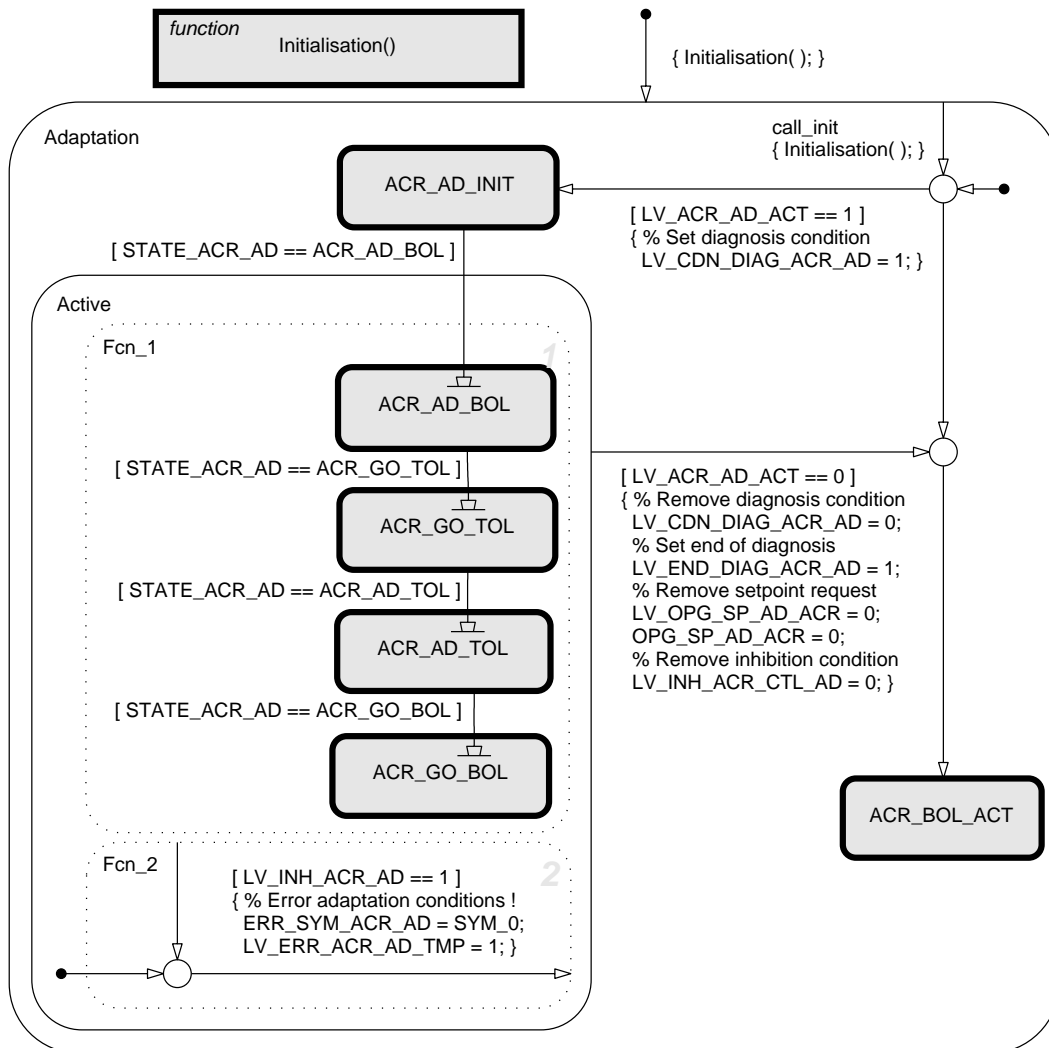 function
Initialisation()
{ Initialisation( ); }
Adaptation
call_init
{ Initialisation( ); }
ACR_AD_INIT
[ LV_ACR_AD_ACT == 1 ]
{ % Set diagnosis condition
LV_CDN_DIAG_ACR_AD = 1; }
[ STATE_ACR_AD == ACR_AD_BOL ]
Active
Fcn_1
1
ACR_AD_BOL
[ STATE_ACR_AD == ACR_GO_TOL ]
ACR_GO_TOL
[ STATE_ACR_AD == ACR_AD_TOL ]
ACR_AD_TOL
[ STATE_ACR_AD == ACR_GO_BOL ]
ACR_GO_BOL
[ LV_ACR_AD_ACT == 0 ]
{ % Remove diagnosis condition
LV_CDN_DIAG_ACR_AD = 0;
% Set end of diagnosis
LV_END_DIAG_ACR_AD = 1;
% Remove setpoint request
LV_OPG_SP_AD_ACR = 0;
OPG_SP_AD_ACR = 0;
% Remove inhibition condition
LV_INH_ACR_CTL_AD = 0; }
ACR_BOL_ACT
Fcn_2
2
[ LV_INH_ACR_AD == 1 ]
{ % Error adaptation conditions !
ERR_SYM_ACR_AD = SYM_0;
LV_ERR_ACR_AD_TMP = 1; }